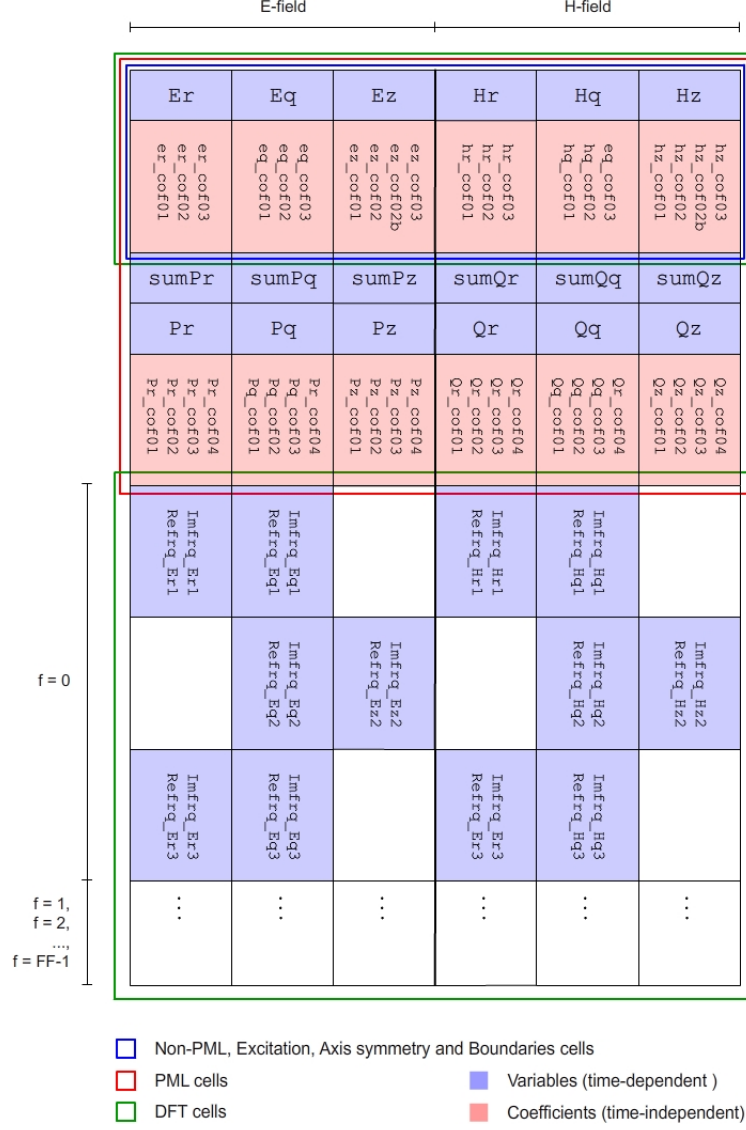 E-field
H-field
Er
Eq
Ez
Hr
Hq
Hz
er_cof03
er_cof02
er_cof01
eq_cof03
eq_cof02
eq_cof01
ez_cof03
ez_cof02b
ez_cof02
ez_cof01
hr_cof03
hr_cof02
hr_cof01
eq_cof03
hq_cof02
hq_cof01
hz_cof03
hz_cof02b
hz_cof02
hz_cof01
sumPr
sumPq
sumPz
sumQr
sumQq
sumQz
Pr
Pq
Pz
Qr
Qq
Qz
Pr_cof04
Pr_cof03
Pr_cof02
Pr_cof01
Pr_cof04
Pq_cof03
Pq_cof02
Pq_cof01
Pz_cof04
Pz_cof03
Pz_cof02
Pz_cof01
Qr_cof04
Qr_cof03
Qr_cof02
Qr_cof01
Qr_cof04
Qq_cof03
Qq_cof02
Qq_cof01
Qz_cof04
Qz_cof03
Qz_cof02
Qz_cof01
f = 0
Imfrq_Er1
Refrq_Er1
Imfrq_Eq1
Refrq_Eq1
Imfrq_Hr1
Refrq_Hr1
Imfrq_Hq1
Refrq_Hq1
Imfrq_Eq2
Refrq_Eq2
Imfrq_Ez2
Refrq_Ez2
Imfrq_Hq2
Refrq_Hq2
Imfrq_Hz2
Refrq_Hz2
Imfrq_Er3
Refrq_Er3
Imfrq_Eq3
Refrq_Eq3
Imfrq_Er3
Refrq_Er3
Imfrq_Hq3
Refrq_Hq3
f = 1,
f = 2,
...,
f = FF-1
⋮
⋮
⋮
⋮
⋮
⋮
Non-PML, Excitation, Axis symmetry and Boundaries cells
PML cells
DFT cells
Variables (time-dependent )
Coefficients (time-independent)